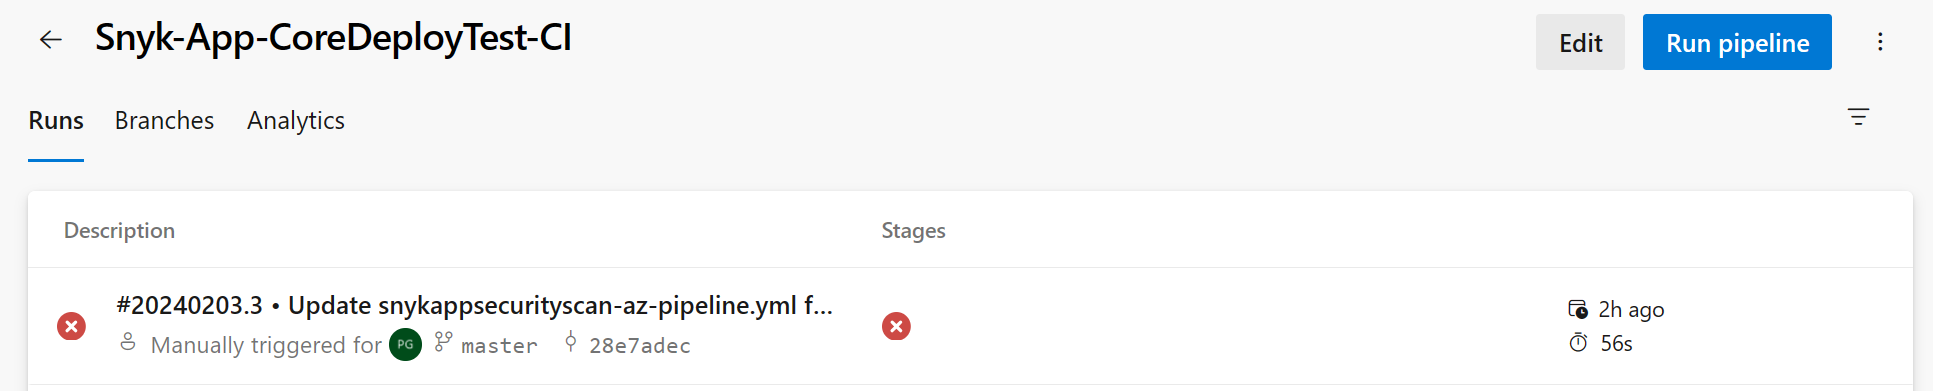 Snyk-App-CoreDeployTest-CI
Edit
Run pipeline
Runs
Branches
Analytics
Description
Stages
#20240203.3 • Update snykappsecurityscan-az-pipeline.yml f...
2h ago
Manually triggered for PG master 28e7adec
56s